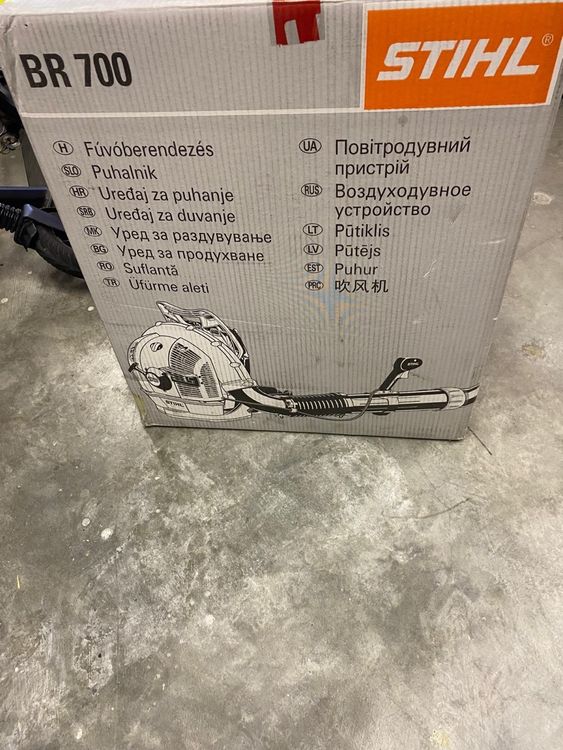 BR 700
STIHL®
H Fúvóberendezés
SLO Puhalnik
HR Uređaj za puhanje
SRB Uređaj za duvanje
MK Уред за раздувување
BG Уред за продухване
RO Suflantă
TR Üfürme aleti
UA Повітродувний
пристрій
RUS Воздуходувное
устройство
LT Pūtiklis
LV Pūtējs
EST Puhur
PRC 吹风机
STIHL